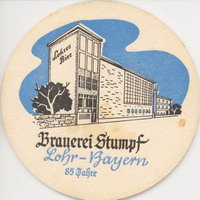 Lohrer
Bier
Brauerei Stumpf
Lohr-Bayern
85 Jahre